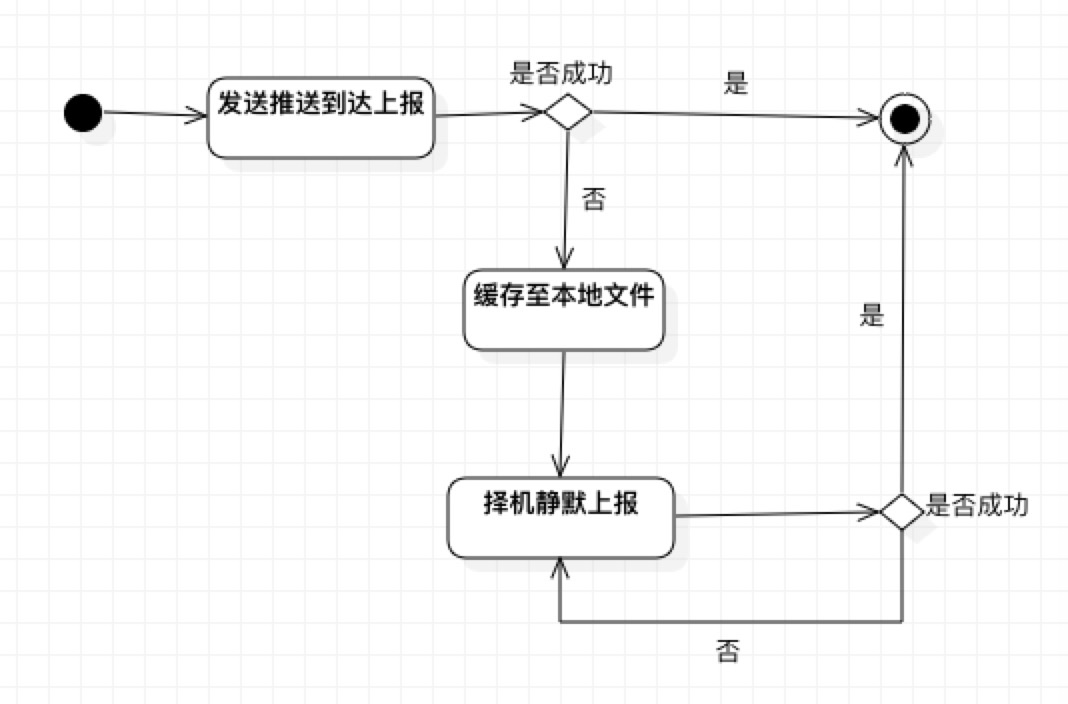 是否成功
是
发送推送到达上报
否
缓存至本地文件
是
择机静默上报
是否成功
否